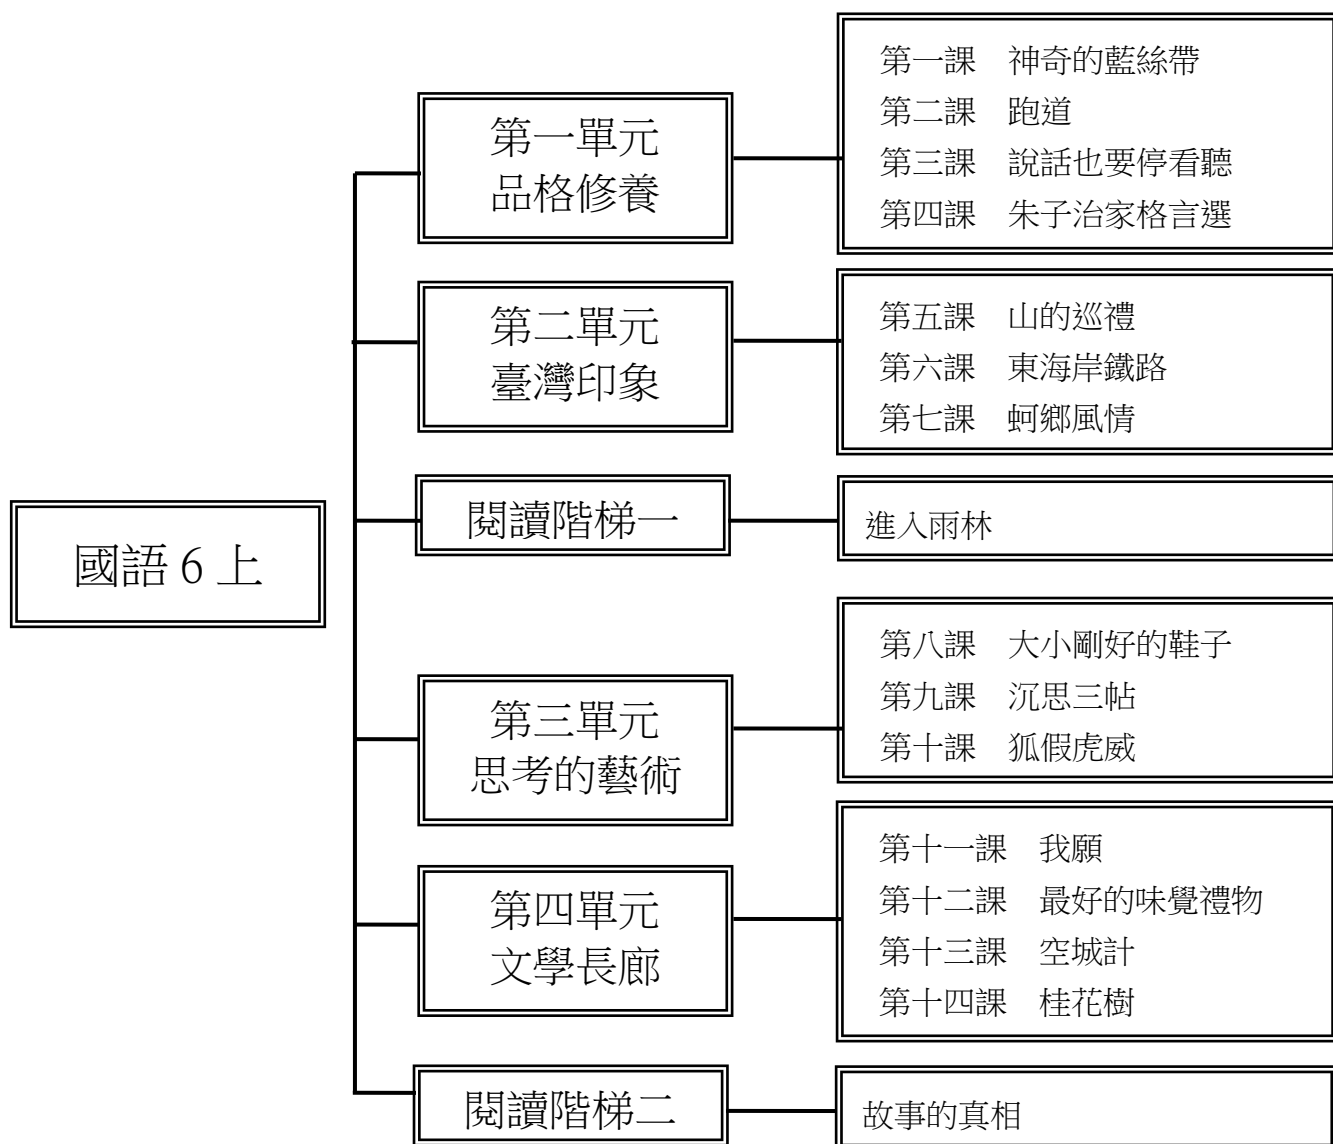 國語 6 上
第一單元
品格修養
第一課　神奇的藍絲帶
第二課　跑道
第三課　說話也要停看聽
第四課　朱子治家格言選
第二單元
臺灣印象
第五課　山的巡禮
第六課　東海岸鐵路
第七課　蚵鄉風情
閱讀階梯一
進入雨林
第三單元
思考的藝術
第八課　大小剛好的鞋子
第九課　沉思三帖
第十課　狐假虎威
第四單元
文學長廊
第十一課　我願
第十二課　最好的味覺禮物
第十三課　空城計
第十四課　桂花樹
閱讀階梯二
故事的真相